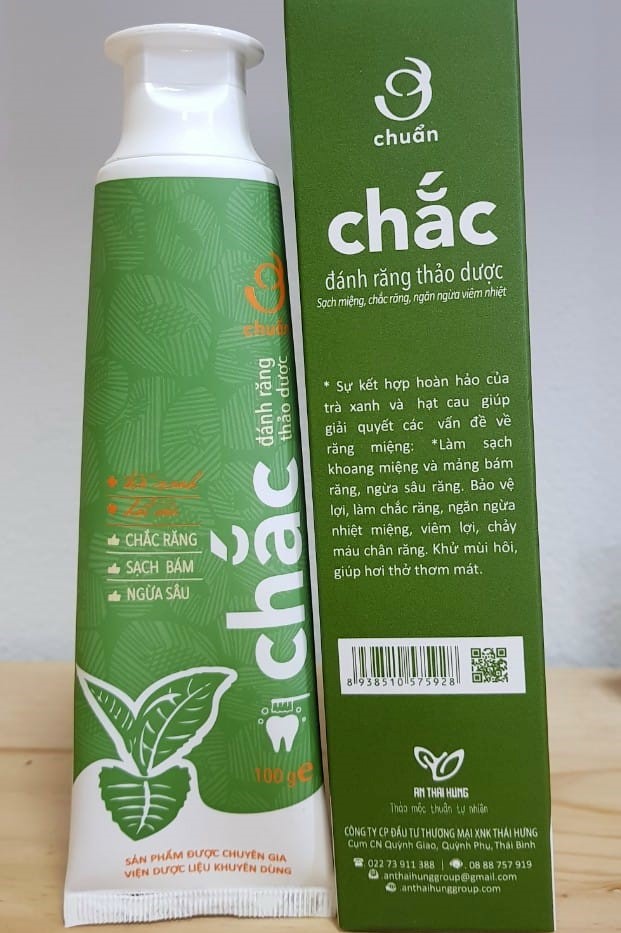 chuẩn
đánh răng
thảo dược
chắc
CHẮC RĂNG
SẠCH BÁM
NGỪA SÂU
100 g e
SẢN PHẨM ĐƯỢC CHUYÊN GIA
VIỆN DƯỢC LIỆU KHUYÊN DÙNG
chuẩn
chắc
đánh răng thảo dược
Sạch miệng, chắc răng, ngăn ngừa viêm nhiệt
* Sự kết hợp hoàn hảo của
trà xanh và hạt cau giúp
giải quyết các vấn đề về
răng miệng: *Làm sạch
khoang miệng và mảng bám
răng, ngừa sâu răng. Bảo vệ
lợi, làm chắc răng, ngăn ngừa
nhiệt miệng, viêm lợi, chảy
máu chân răng. Khử mùi hôi,
giúp hơi thở thơm mát.
8 938510 575928
AN THAI HUNG
Thảo mộc thuần tự nhiên
CÔNG TY CP ĐẦU TƯ THƯƠNG MẠI XNK THÁI HƯNG
Cụm CN Quỳnh Giao, Quỳnh Phụ, Thái Bình
022 73 911 388 | . 08 88 757 919
.anthaihunggroup@gmail.com
.anthaihunggroup.com